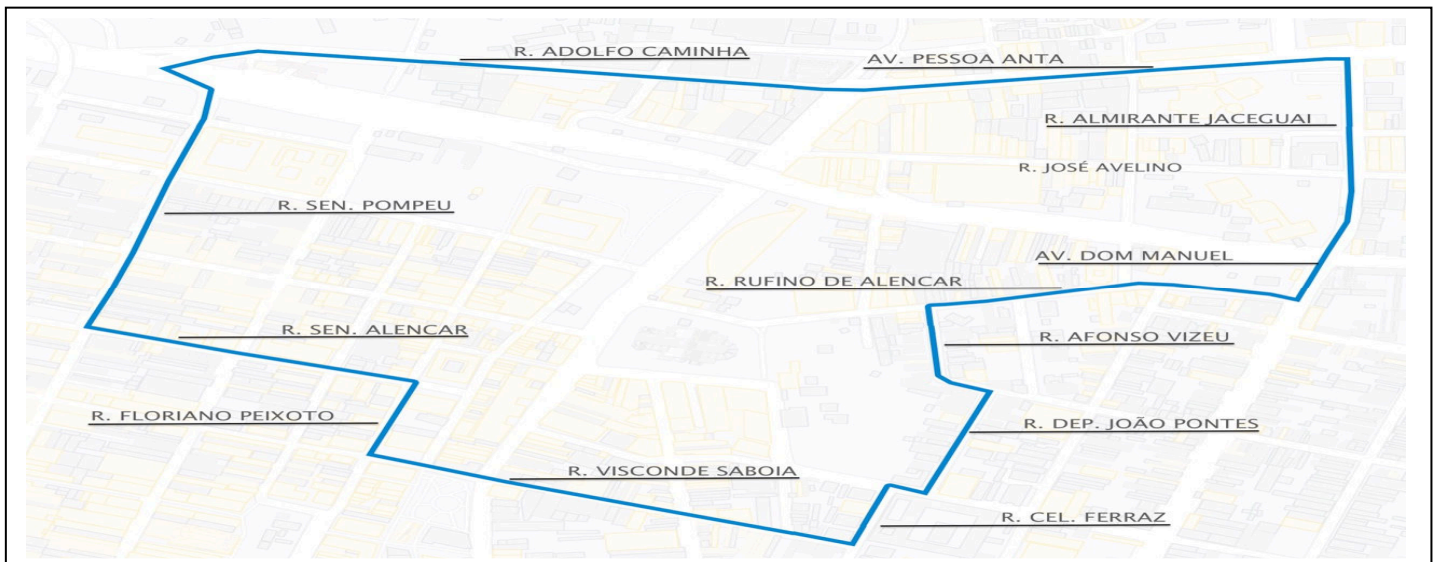 R. ADOLFO CAMINHA
AV. PESSOA ANTA
R. ALMIRANTE JACEGUAI
R. JOSÉ AVELINO
R. SEN. POMPEU
AV. DOM MANUEL
R. RUFINO DE ALENCAR
R. SEN. ALENCAR
R. AFONSO VIZEU
R. FLORIANO PEIXOTO
R. DEP. JOÃO PONTES
R. VISCONDE SABOIA
R. CEL. FERRAZ